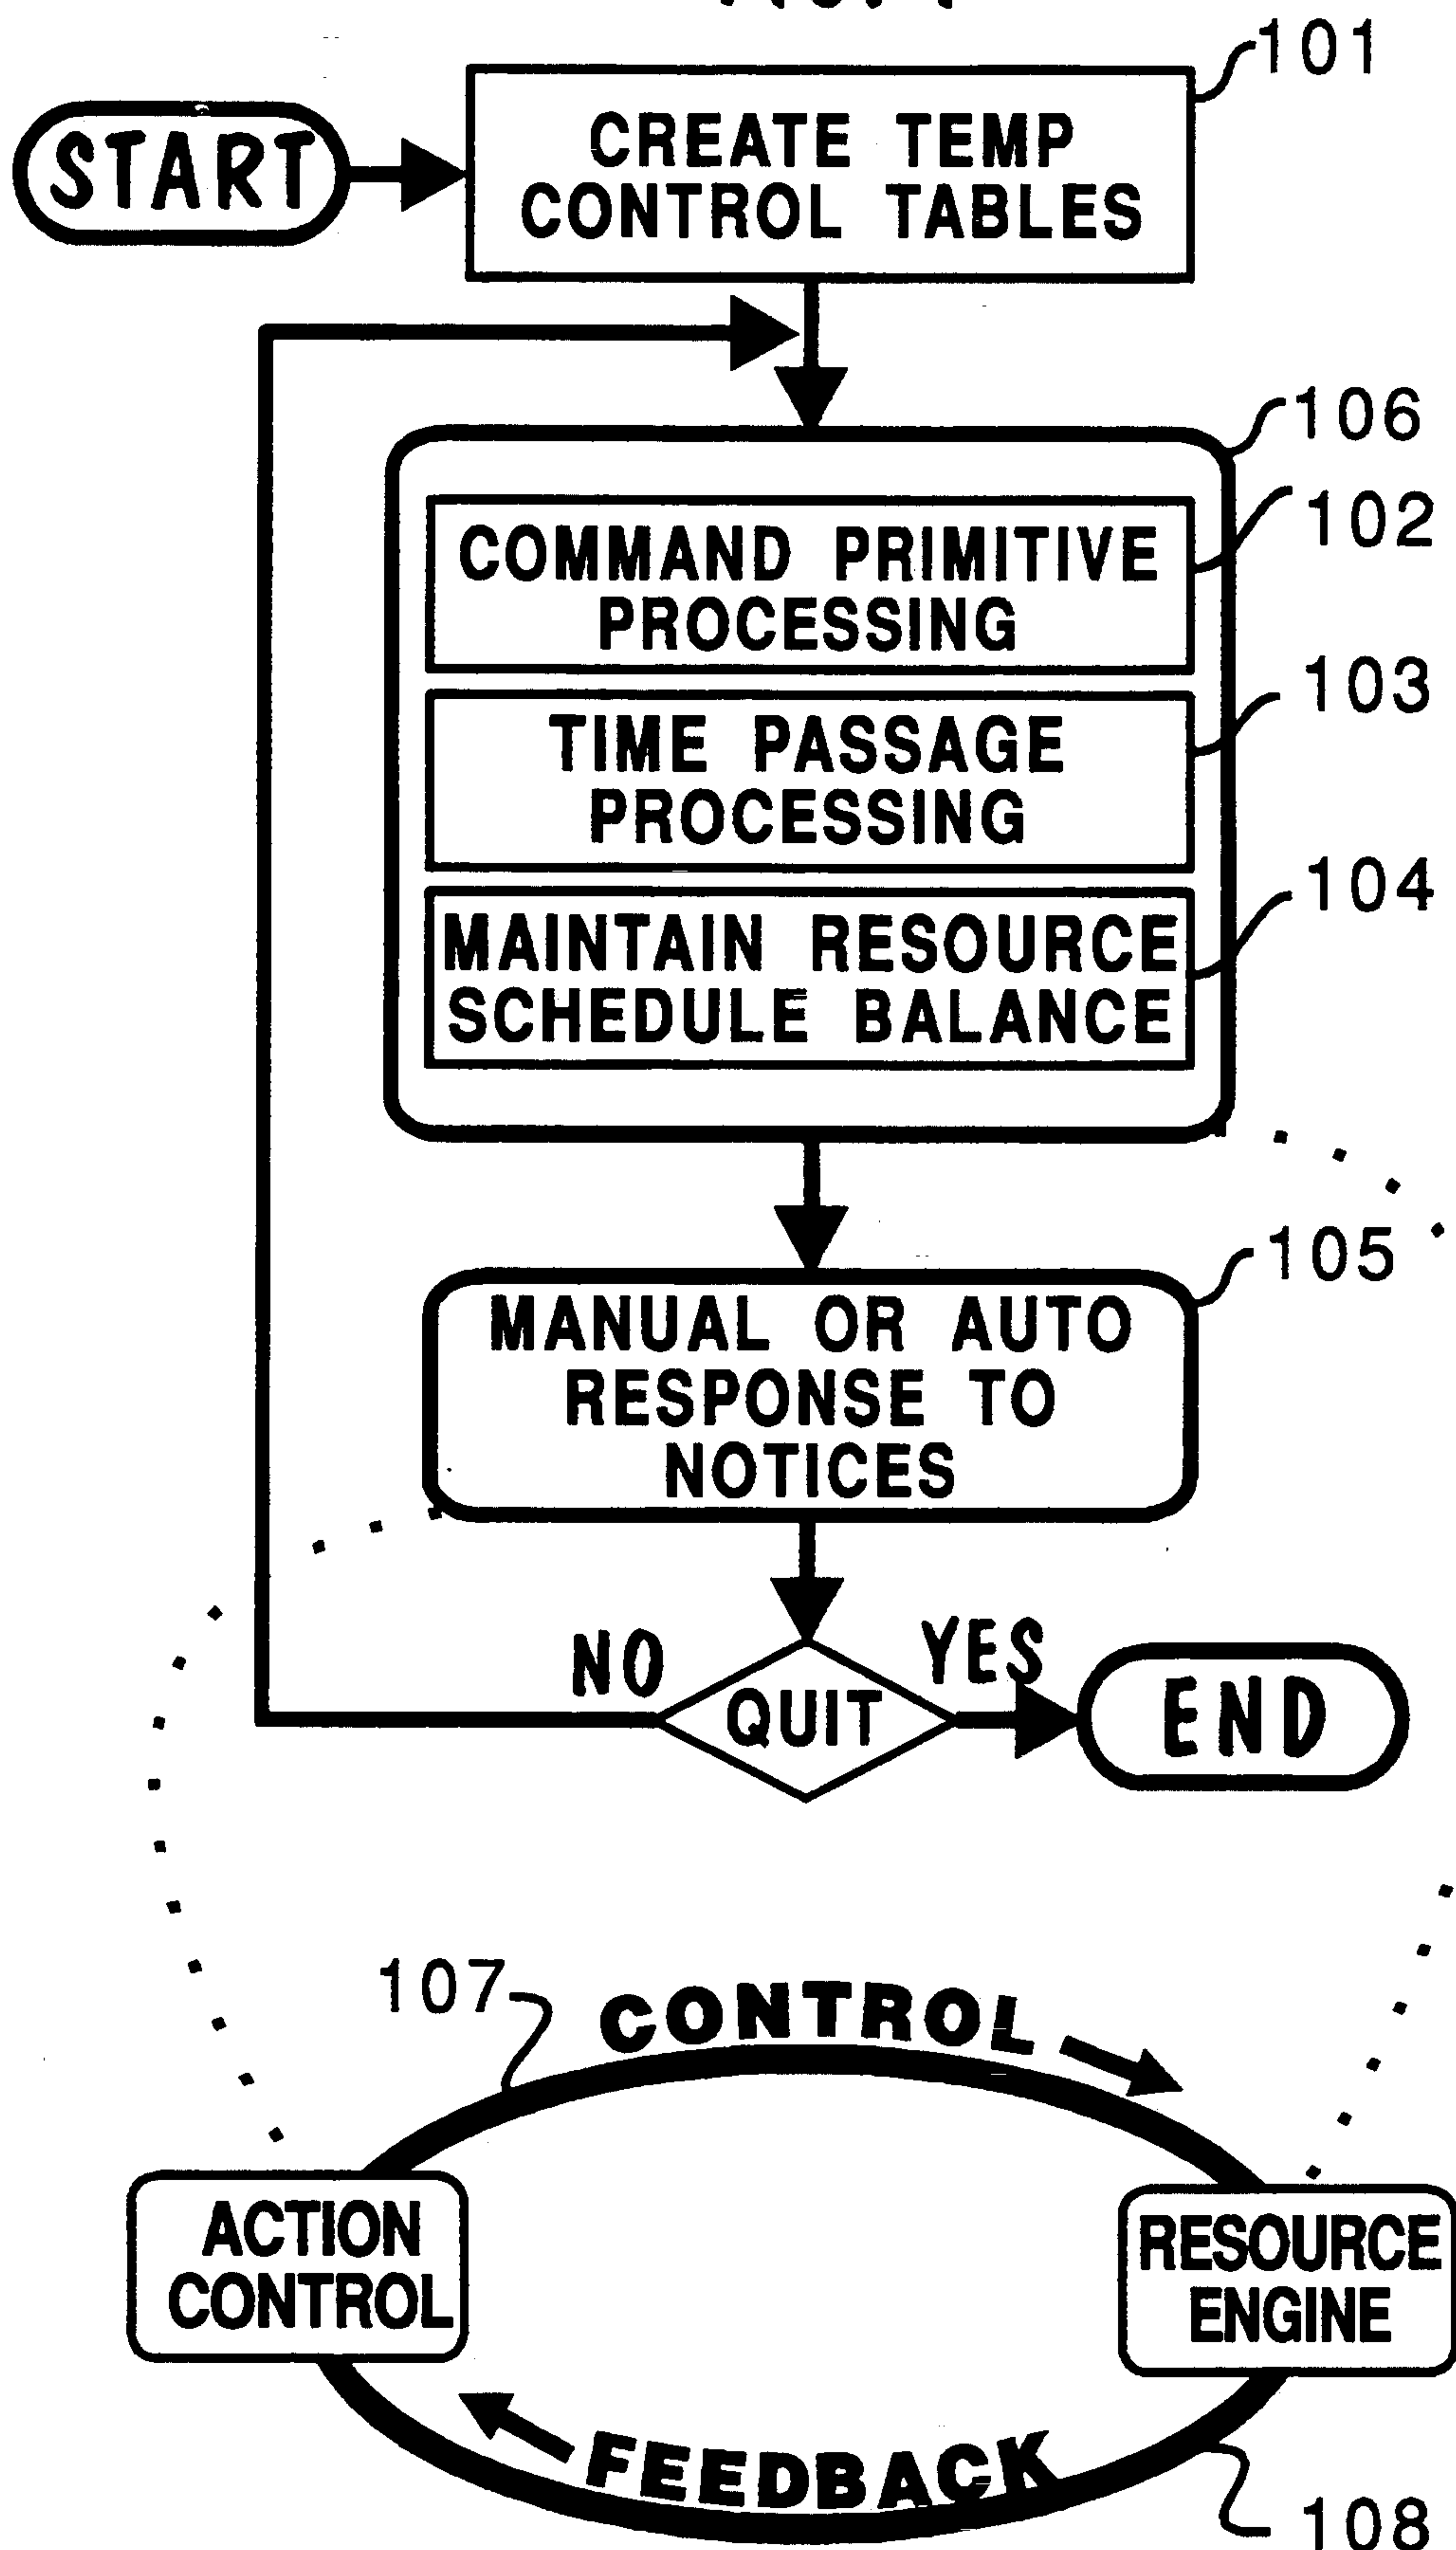 101
START
CREATE TEMP
CONTROL TABLES
106
102
COMMAND PRIMITIVE
PROCESSING
103
TIME PASSAGE
PROCESSING
104
MAINTAIN RESOURCE
SCHEDULE BALANCE
105
MANUAL OR AUTO
RESPONSE TO
NOTICES
NO
YES
QUIT
END
107
CONTROL
ACTION
CONTROL
RESOURCE
ENGINE
FEEDBACK
108